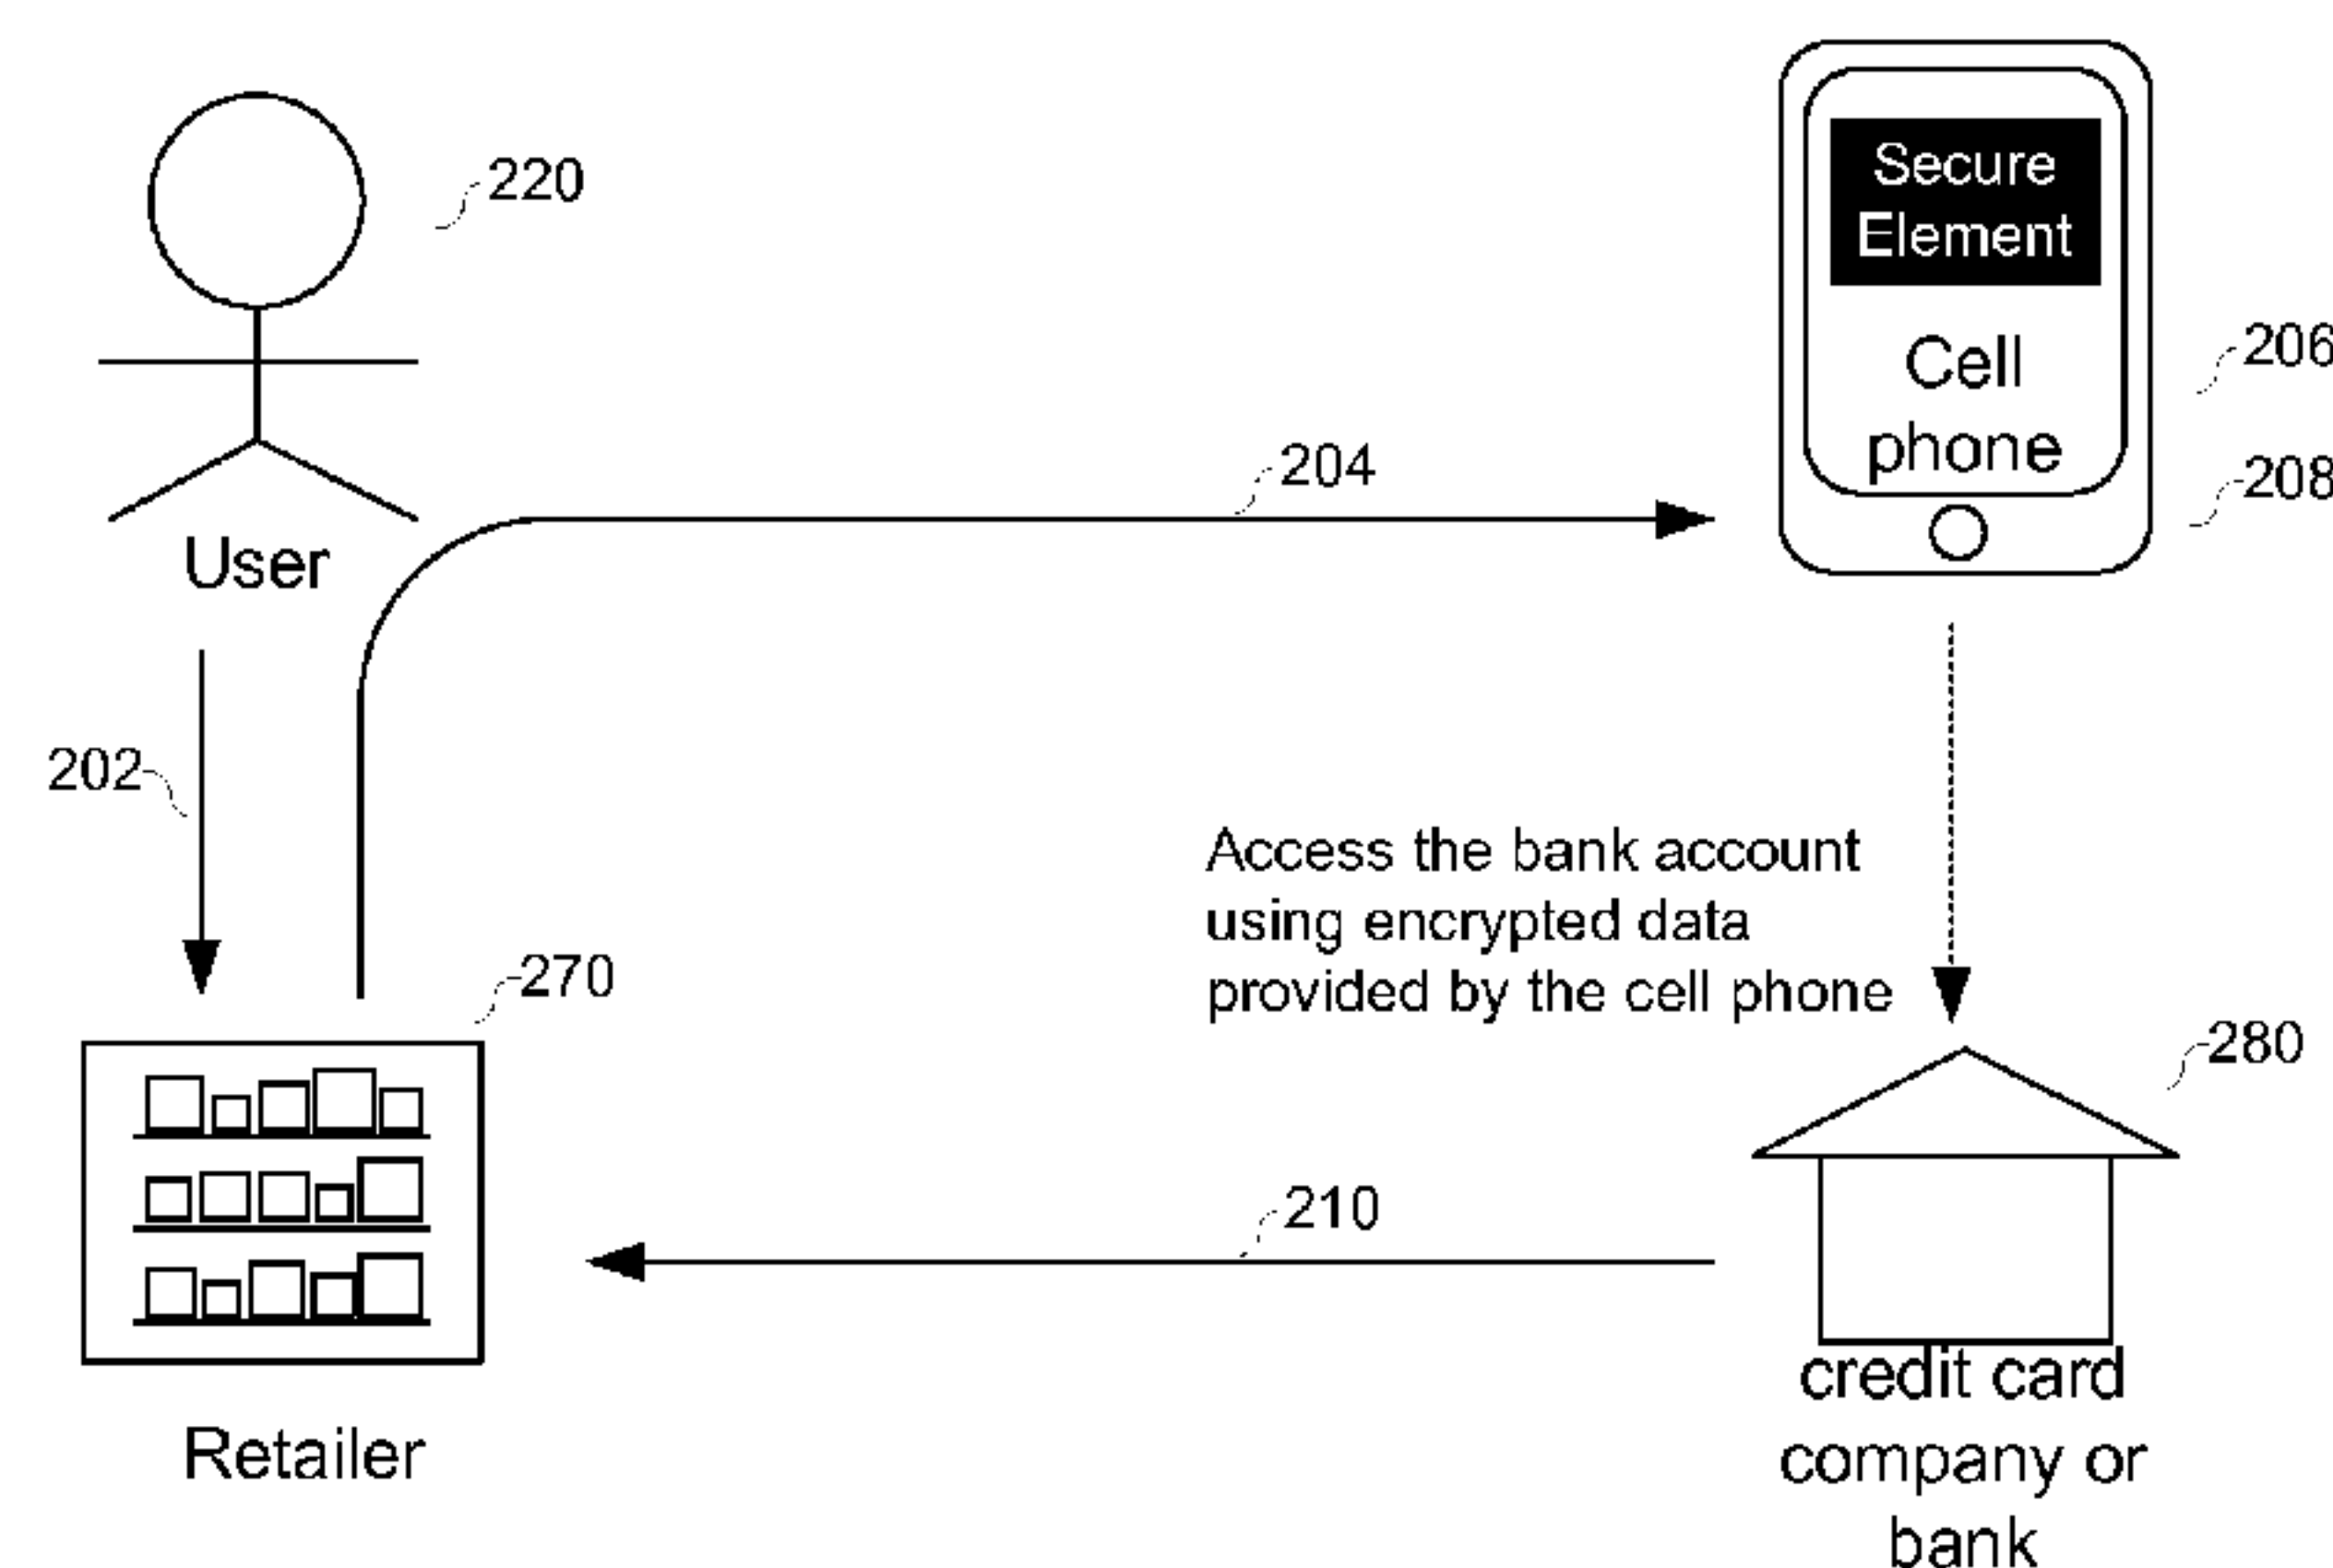 220
Secure
Element
Cell
phone
206
208
204
User
202
Access the bank account
using encrypted data
provided by the cell phone
270
280
210
Retailer
credit card
company or
bank